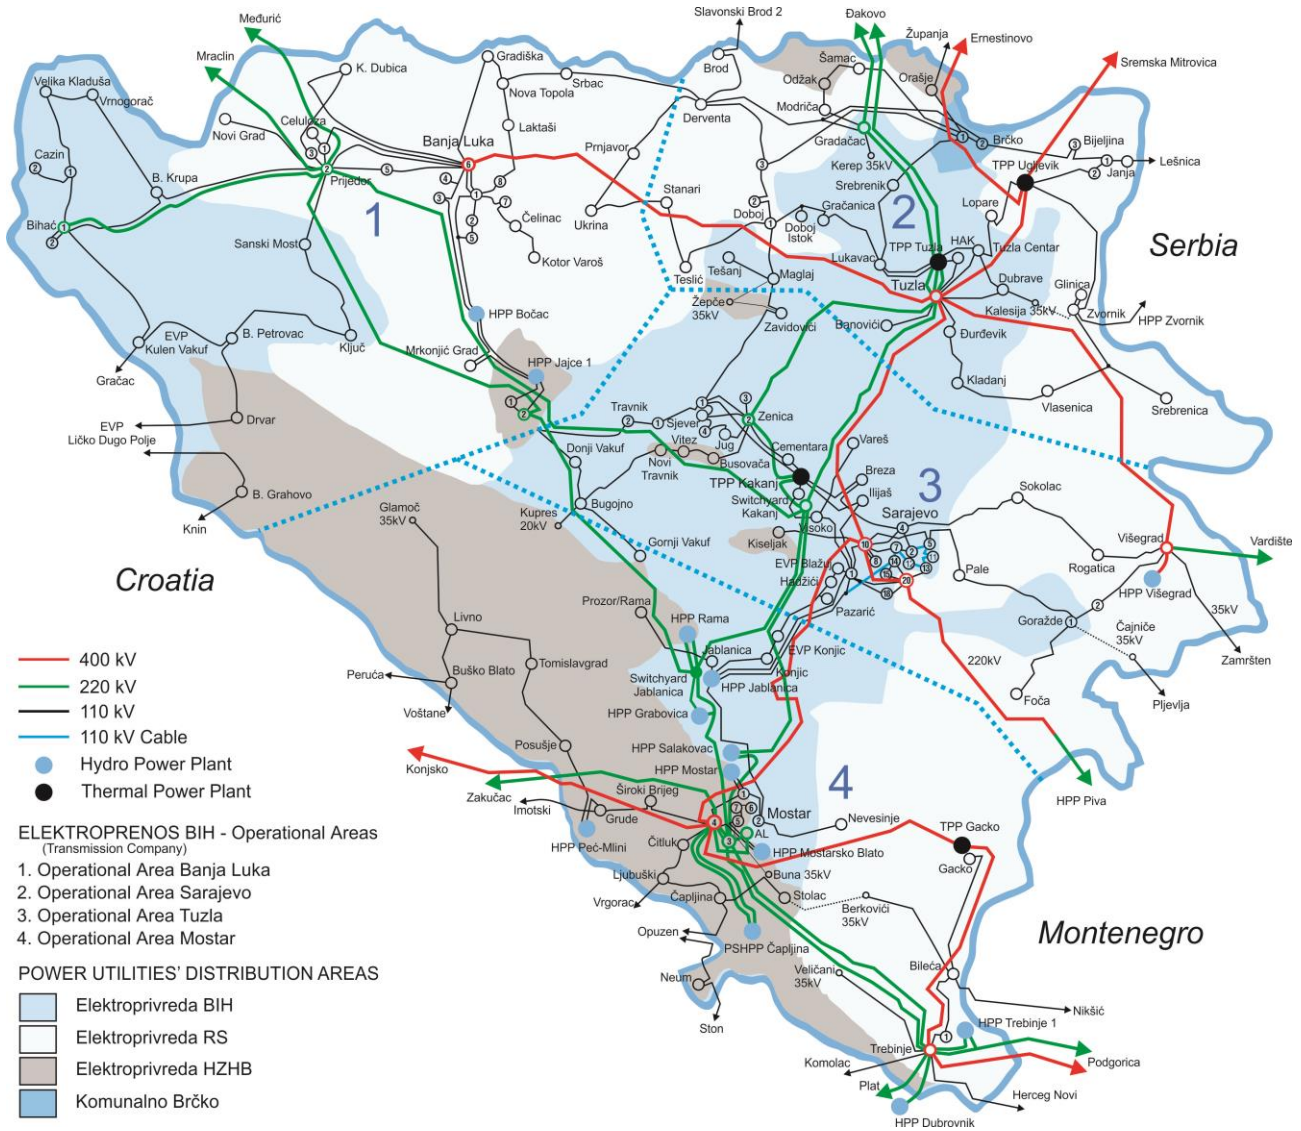 Međurić
Mraclin
Slavonski Brod 2
Đakovo
Županja
Ernestinovo
Sremska Mitrovica
Velika Kladuša
Vrnogorač
K. Dubica
Gradiška
Nova Topola
Srbac
Brod
Šamac
Odžak
Orašje
Modriča
Novi Grad
Celuloza
Laktaši
Derventa
Banja Luka
Cazin
Prijedor
B. Krupa
Prnjavor
Gradačac
Kerep 35kV
Brčko
Bijeljina
TPP Ugljevik
Lešnica
Janja
Bihać
Sanski Most
Čelinac
Kotor Varoš
Stanari
Ukrina
Doboj
Srebrenik
Gračanica
Doboj
Istok
Lopare
1
2
Serbia
TPP Tuzla
HAK
Tuzla Centar
Lukavac
Teslić
Tešanj
Maglaj
Tuzla
Dubrave
Glinica
Kalesija 35kV
Zvornik
HPP Zvornik
Žepče
35kV
Zavidovići
Banovići
Đurđevik
HPP Bočac
EVP
Kulen Vakuf
B. Petrovac
Ključ
Mrkonjić Grad
HPP Jajce 1
Gračac
Kladanj
Vlasenica
Srebrenica
Drvar
EVP
Ličko Dugo Polje
Travnik
Sjever
Zenica
Jug
Cementara
Vareš
Donji Vakuf
Vitez
Novi
Travnik
Busovača
TPP Kakanj
Breza
Ilijaš
3
B. Grahovo
Knin
Glamoč
35kV
Kupres
20kV
Bugojno
Switchyard
Kakanj
Visoko
Sarajevo
Sokolac
Gornji Vakuf
Kiseljak
EVP Blažuj
Hadžići
Pazarić
Pale
Rogatica
Višegrad
Vardište
HPP Višegrad
Croatia
Prozor/Rama
HPP Rama
Goražde
Čajniče
35kV
35kV
Zamršten
Livno
Jablanica
EVP Konjic
Konjic
220kV
Foča
Pljevlja
Tomislavgrad
Buško Blato
Peruća
Voštane
Switchyard
Jablanica
HPP Jablanica
HPP Grabovica
Posušje
HPP Salakovac
HPP Mostar
Konjsko
Zakučac
HPP Piva
4
Široki Brijeg
Imotski
Grude
Mostar
Nevesinje
TPP Gacko
Gacko
AL
HPP Peć-Mlini
Čitluk
HPP Mostarsko Blato
Buna 35kV
Ljubuški
Vrgorac
Čapljina
Stolac
Berkovići
35kV
Opuzen
PSHPP Čapljina
Montenegro
Neum
Ston
Veličani
35kV
Bileća
Nikšić
HPP Trebinje 1
Trebinje
Komolac
Plat
Podgorica
Herceg Novi
HPP Dubrovnik
400 kV
220 kV
110 kV
110 kV Cable
Hydro Power Plant
Thermal Power Plant
ELEKTROPRENOS BIH - Operational Areas
(Transmission Company)
1. Operational Area Banja Luka
2. Operational Area Sarajevo
3. Operational Area Tuzla
4. Operational Area Mostar
POWER UTILITIES' DISTRIBUTION AREAS
Elektroprivreda BIH
Elektroprivreda RS
Elektroprivreda HZHB
Komunalno Brčko